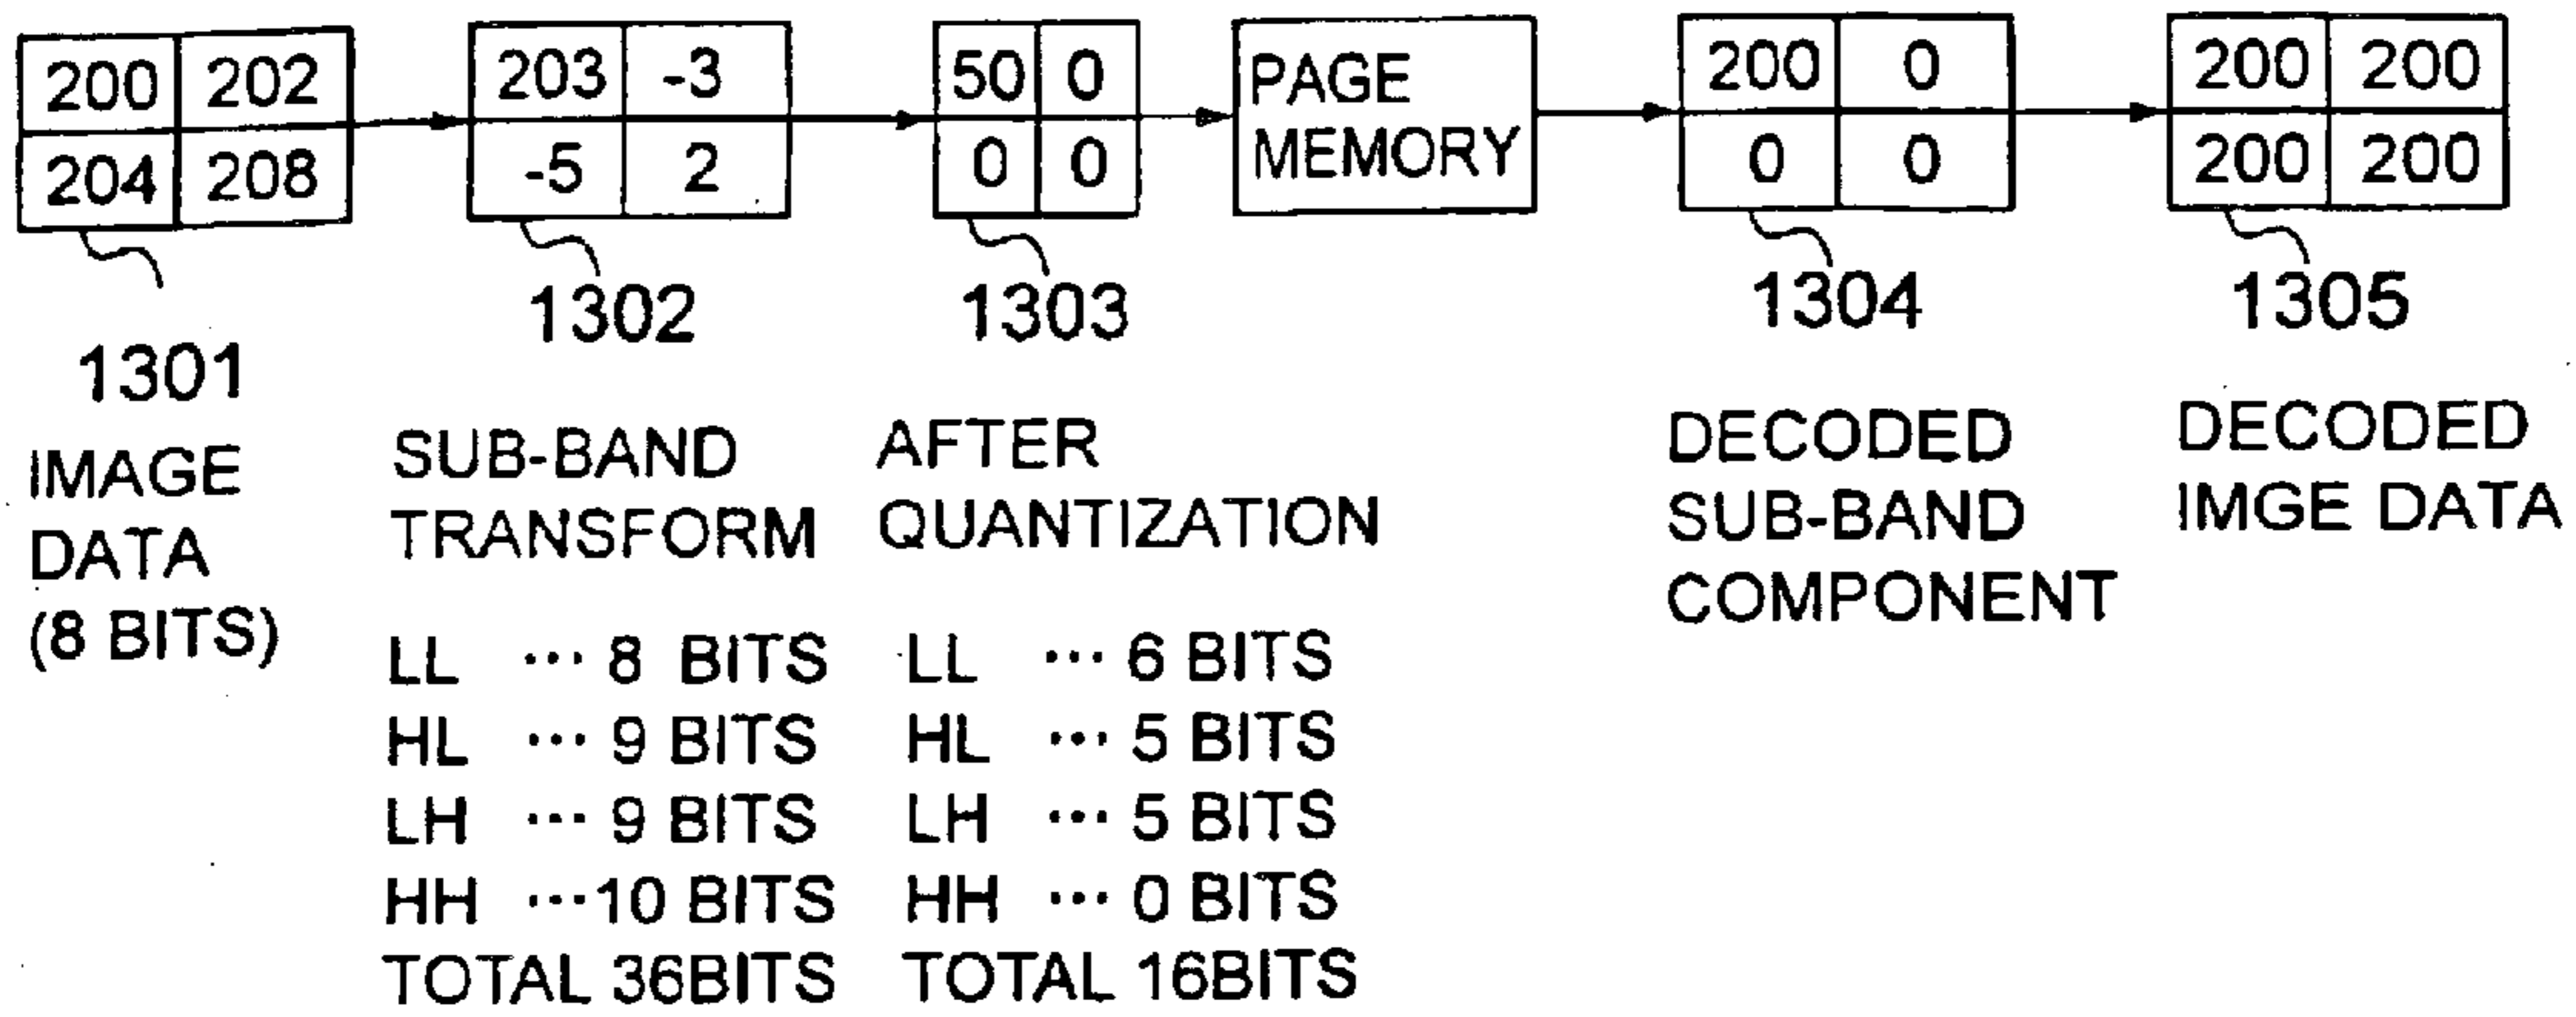 200 202
204 208
1301
IMAGE
DATA
(8 BITS)
203 -3
-5 2
1302
SUB-BAND
TRANSFORM
LL ··· 8 BITS
HL ··· 9 BITS
LH ··· 9 BITS
HH ···10 BITS
TOTAL 36BITS
50 0
0 0
1303
AFTER
QUANTIZATION
LL ··· 6 BITS
HL ··· 5 BITS
LH ··· 5 BITS
HH ··· 0 BITS
TOTAL 16BITS
PAGE
MEMORY
200 0
0 0
1304
DECODED
SUB-BAND
COMPONENT
200 200
200 200
1305
DECODED
IMGE DATA